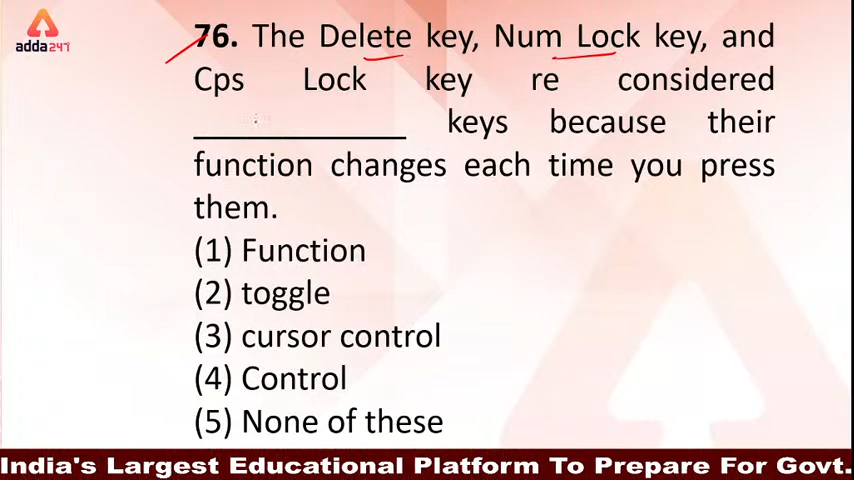 adda247
76. The Delete key, Num Lock key, and
Cps Lock key re considered
_____________ keys because their
function changes each time you press
them.
(1) Function
(2) toggle
(3) cursor control
(4) Control
(5) None of these
India's Largest Educational Platform To Prepare For Govt.